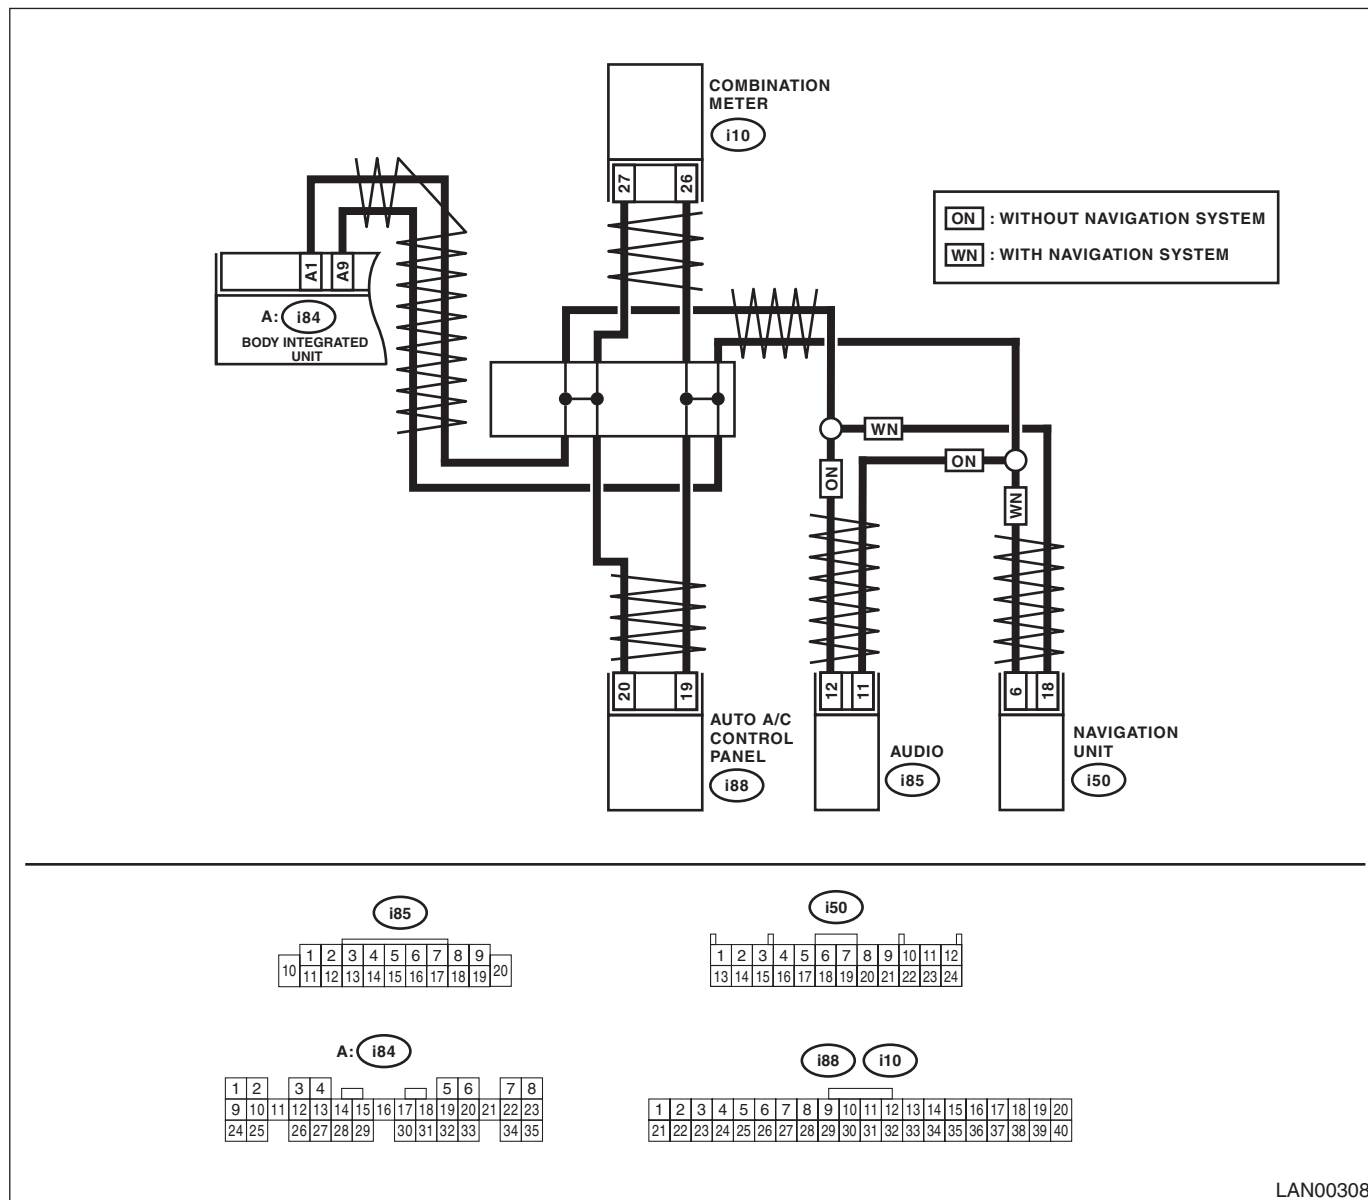 COMBINATION
METER
i10
27 26
ON : WITHOUT NAVIGATION SYSTEM
WN : WITH NAVIGATION SYSTEM
A1 A9
A: i84
BODY INTEGRATED
UNIT
WN
ON
ON
WN
20 19
12 11
6 18
AUTO A/C
CONTROL
PANEL
i88
AUDIO
i85
NAVIGATION
UNIT
i50
i85
1 2 3 4 5 6 7 8 9
10 11 12 13 14 15 16 17 18 19 20
i50
1 2 3 4 5 6 7 8 9 10 11 12
13 14 15 16 17 18 19 20 21 22 23 24
A: i84
1 2 3 4 5 6 7 8
9 10 11 12 13 14 15 16 17 18 19 20 21 22 23
24 25 26 27 28 29 30 31 32 33 34 35
i88 i10
1 2 3 4 5 6 7 8 9 10 11 12 13 14 15 16 17 18 19 20
21 22 23 24 25 26 27 28 29 30 31 32 33 34 35 36 37 38 39 40
LAN00308